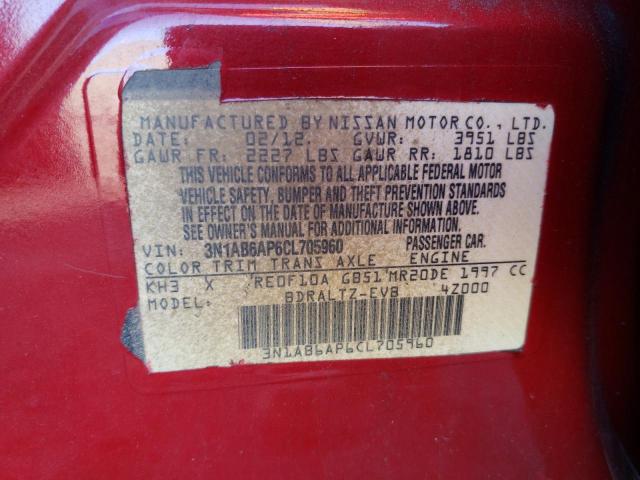 MANUFACTURED BY NISSAN MOTOR CO., LTD.
DATE: 02/12 GVWR: 3951 LBS
GAWR FR: 2227 LBS GAWR RR: 1810 LBS
THIS VEHICLE CONFORMS TO ALL APPLICABLE FEDERAL MOTOR
VEHICLE SAFETY, BUMPER AND THEFT PREVENTION STANDARDS
IN EFFECT ON THE DATE OF MANUFACTURE SHOWN ABOVE.
SEE OWNER'S MANUAL FOR ADDITIONAL INFORMATION.
VIN: 3N1AB6AP6CL705960 PASSENGER CAR.
COLOR TRIM TRANS AXLE ENGINE
KH3 X RE0F10A GB51 MR20DE 1997 CC
MODEL: BDRALTZ-EVB 4Z000
3N1AB6AP6CL705960